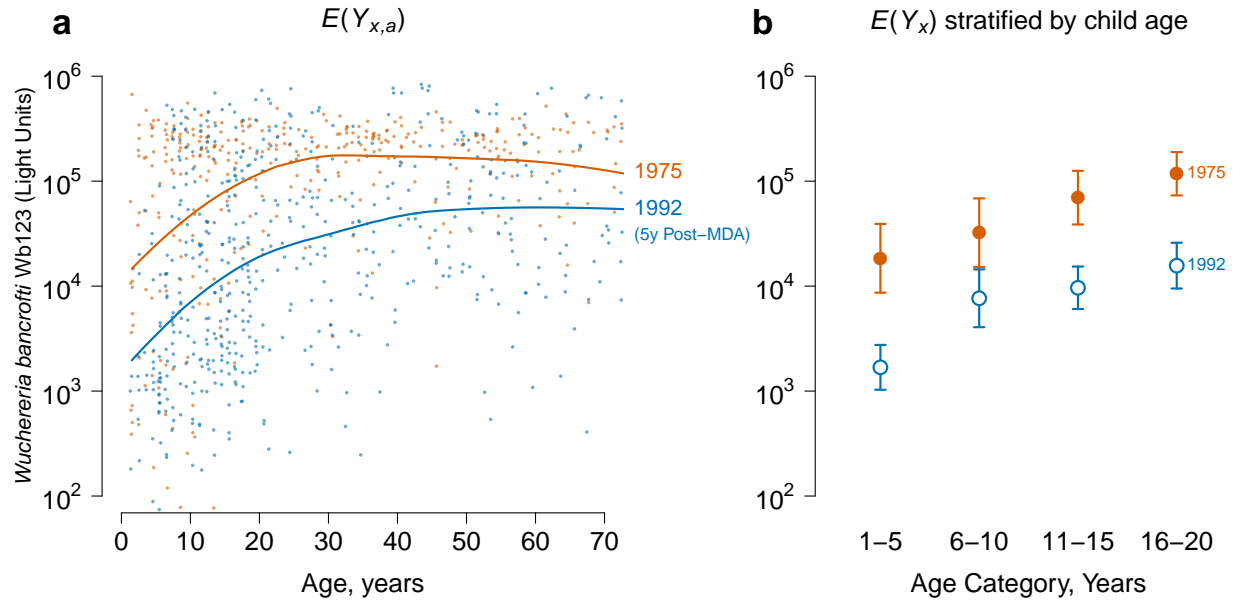 a
E(Yx,a)
Wuchereria bancrofti Wb123 (Light Units)
10^6
10^5
10^4
10^3
10^2
1975
1992
(5y Post−MDA)
0 10 20 30 40 50 60 70
Age, years
b
E(Yx) stratified by child age
10^6
10^5
10^4
10^3
10^2
1975
1992
1−5 6−10 11−15 16−20
Age Category, Years